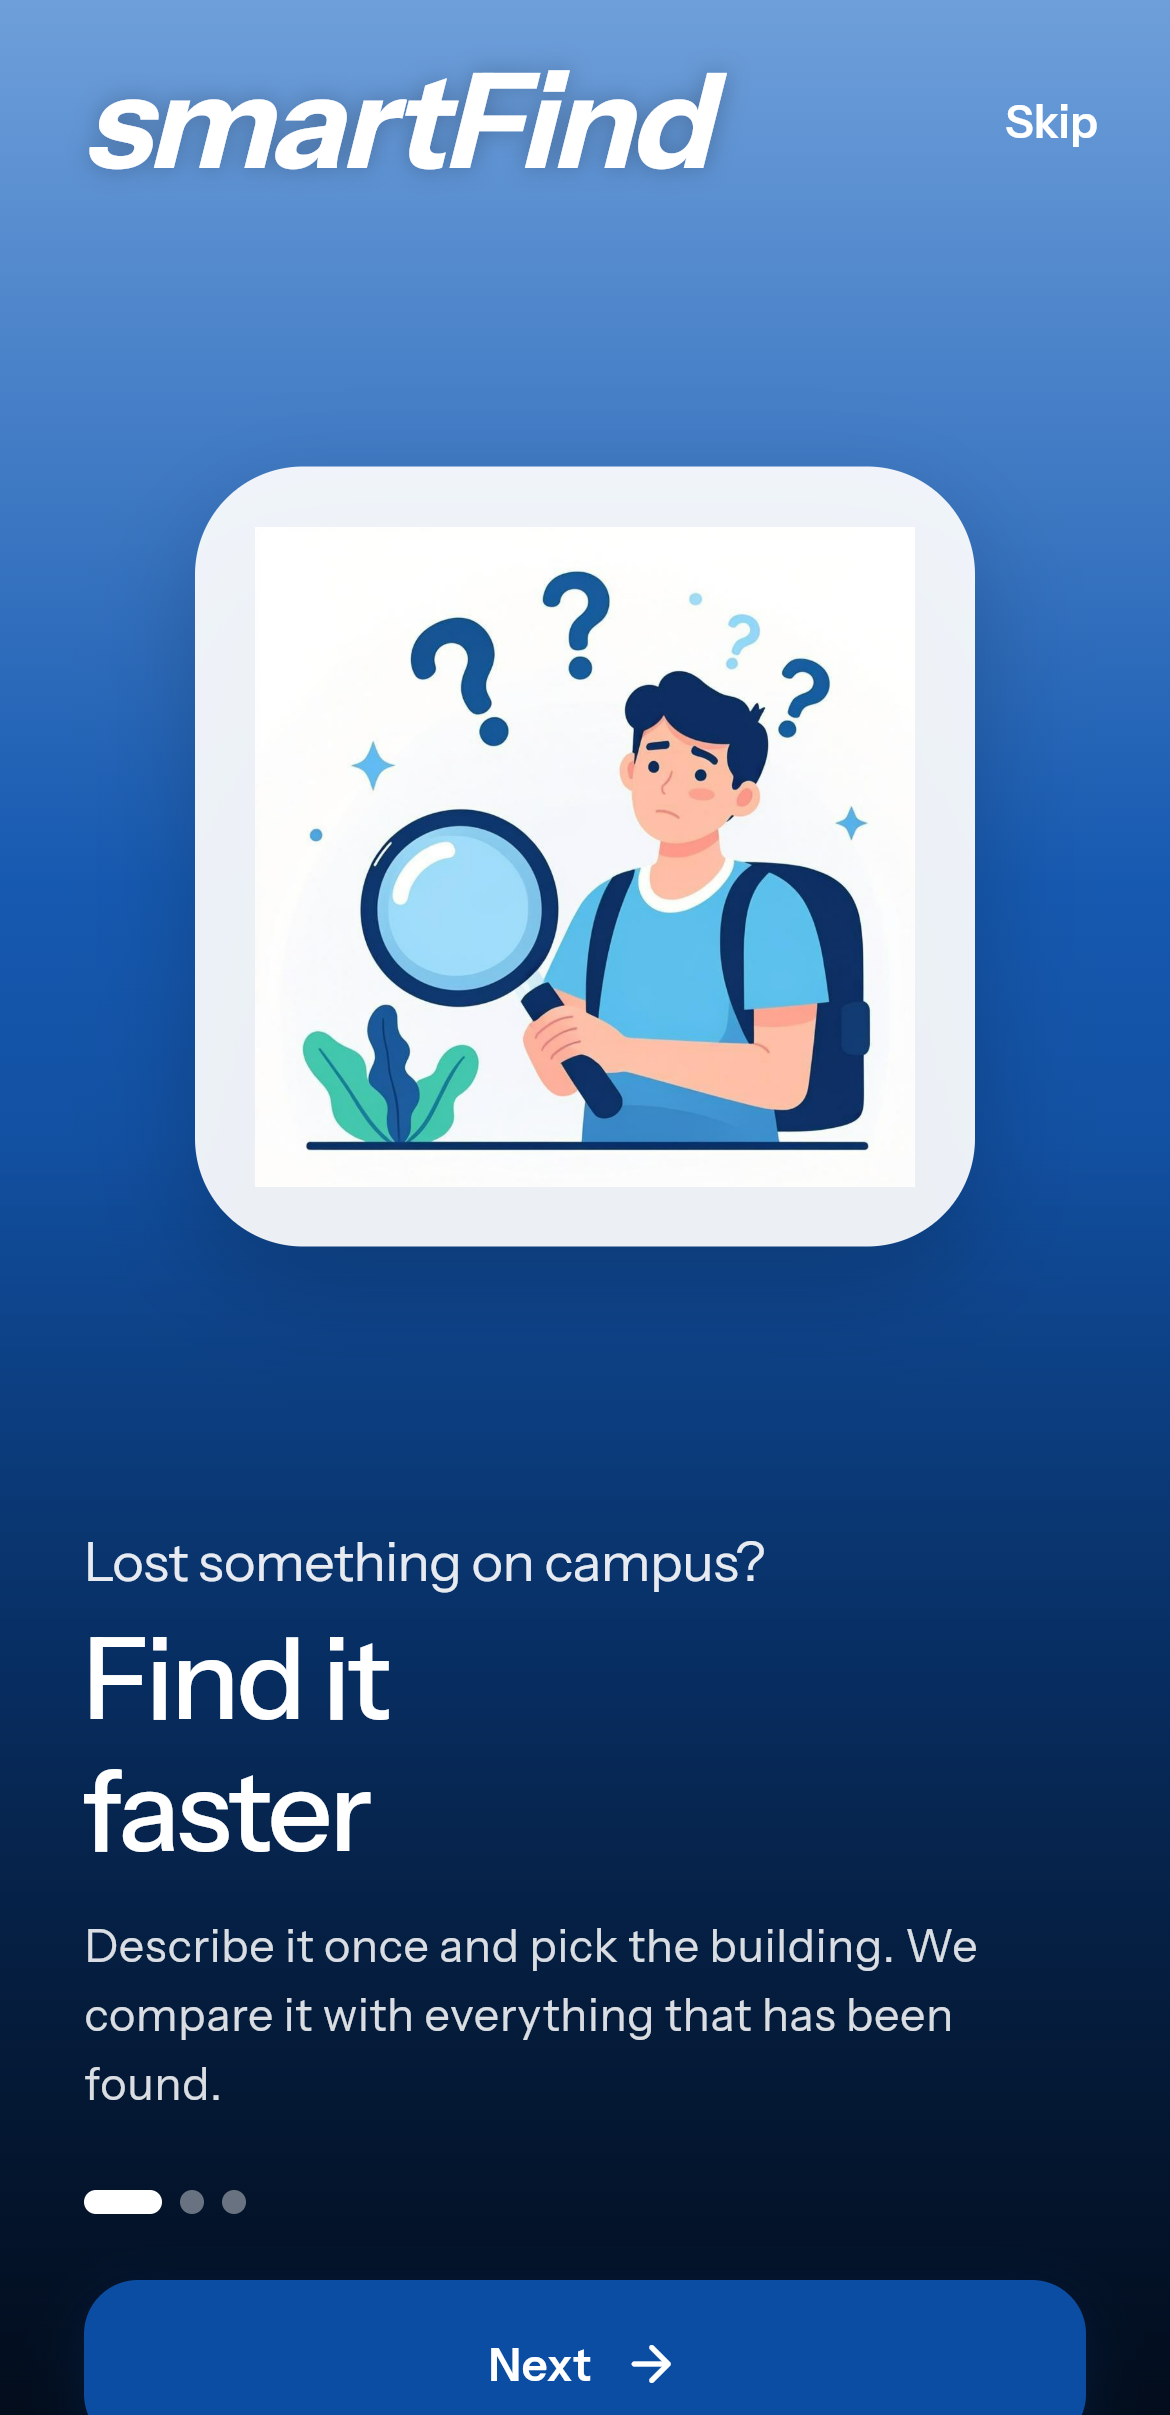 smartFind
Skip
? ? ? ?
Lost something on campus?
Find it
faster
Describe it once and pick the building. We
compare it with everything that has been
found.
Next →